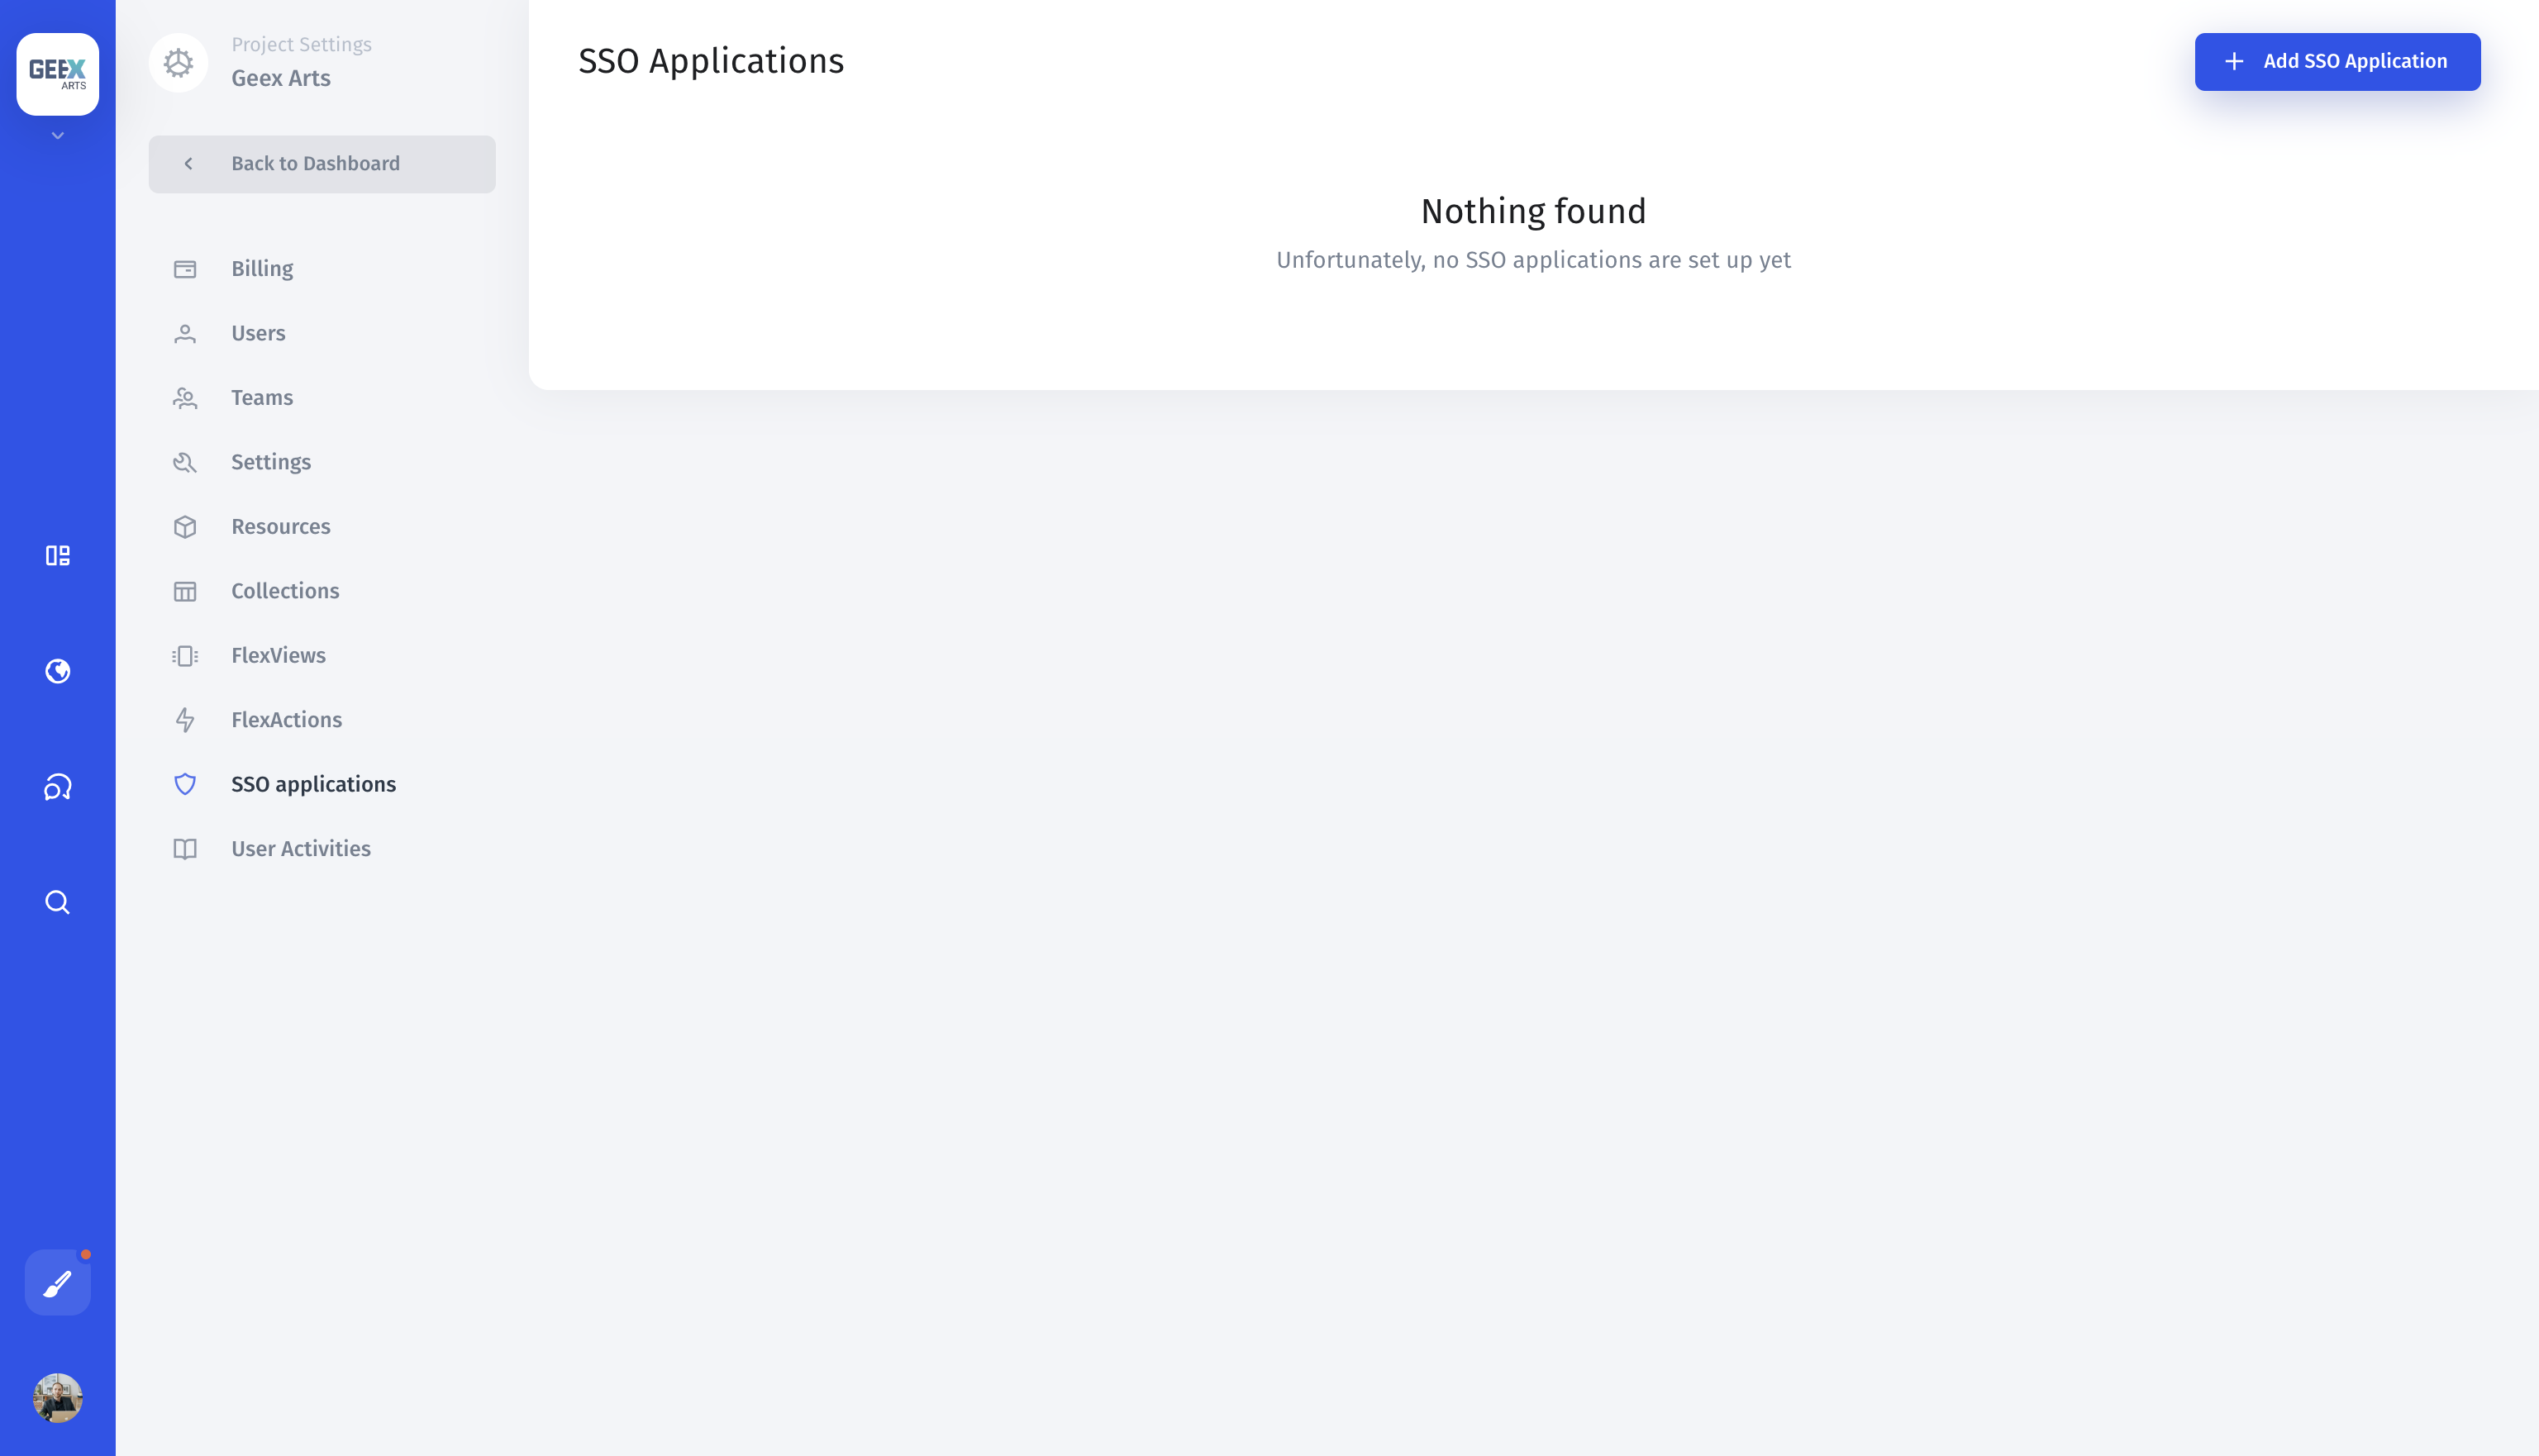 GEEX
ARTS
Project Settings
Geex Arts
Back to Dashboard
Billing
Users
Teams
Settings
Resources
Collections
FlexViews
FlexActions
SSO applications
User Activities
SSO Applications
Add SSO Application
Nothing found
Unfortunately, no SSO applications are set up yet